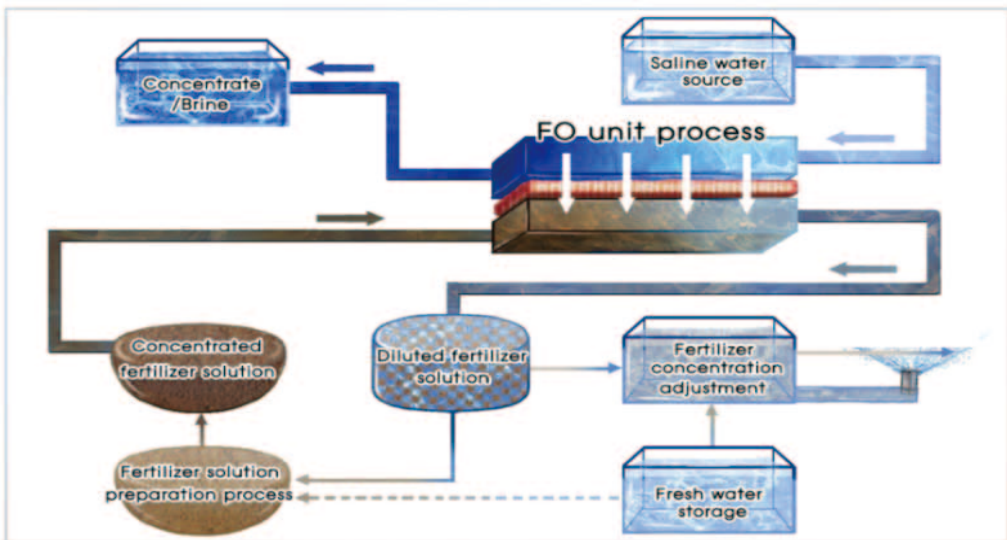 Concentrate
/Brine
Saline water
source
FO unit process
Concentrated
fertilizer solution
Diluted fertilizer
solution
Fertilizer
concentration
adjustment
Fertilizer solution
preparation process
Fresh water
storage